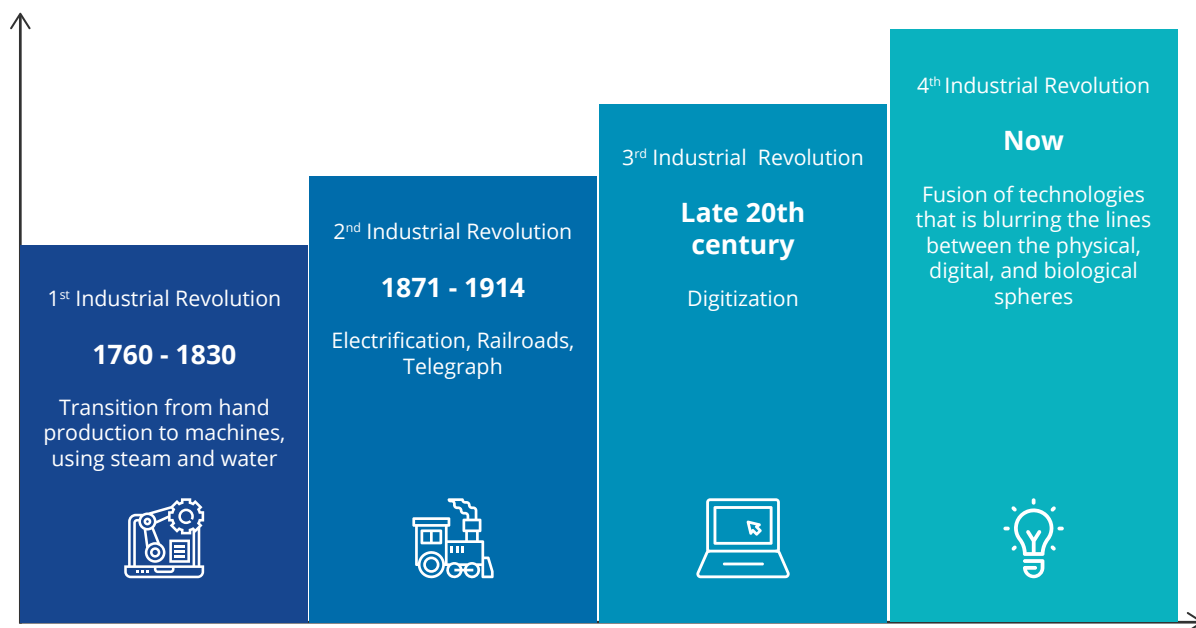 1st Industrial Revolution
1760 - 1830
Transition from hand
production to machines,
using steam and water
2nd Industrial Revolution
1871 - 1914
Electrification, Railroads,
Telegraph
3rd Industrial Revolution
Late 20th
century
Digitization
4th Industrial Revolution
Now
Fusion of technologies
that is blurring the lines
between the physical,
digital, and biological
spheres